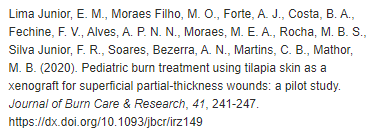 Lima Junior, E. M., Moraes Filho, M. O., Forte, A. J., Costa, B. A.,
Fechine, F. V., Alves, A. P. N. N., Moraes, M. E. A., Rocha, M. B. S.,
Silva Junior, F. R., Soares, Bezerra, A. N., Martins, C. B., Mathor,
M. B. (2020). Pediatric burn treatment using tilapia skin as a
xenograft for superficial partial-thickness wounds: a pilot study.
Journal of Burn Care & Research, 41, 241-247.
https://dx.doi.org/10.1093/jbcr/irz149